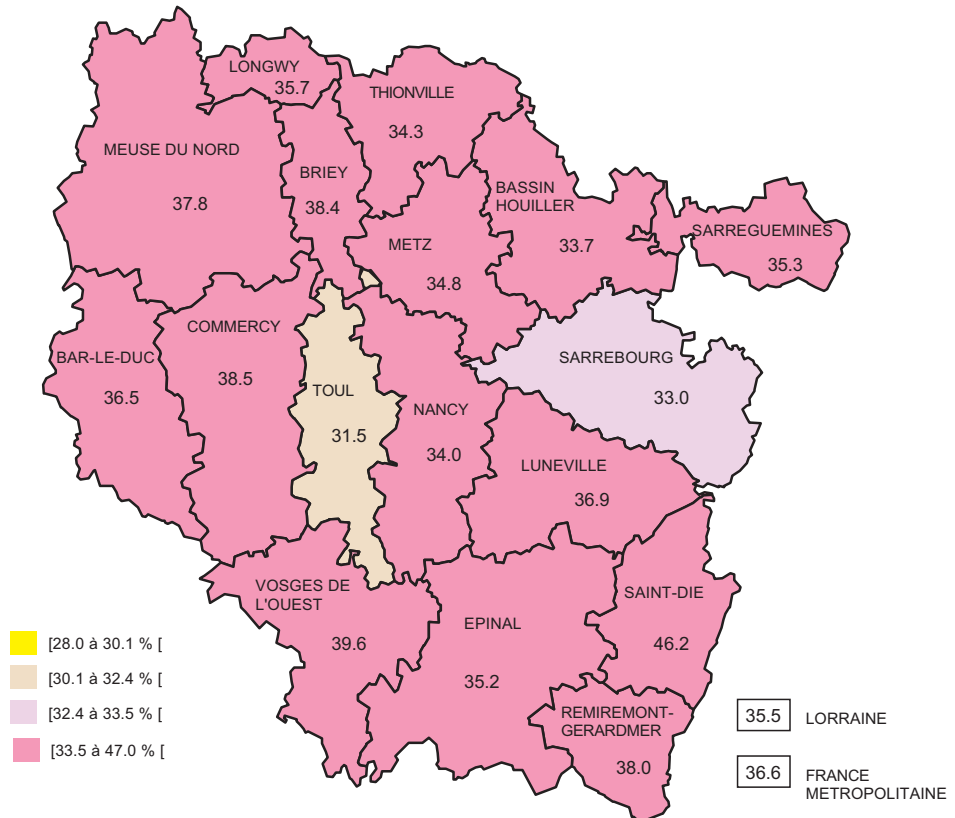 LONGWY
35.7
THIONVILLE
34.3
MEUSE DU NORD
37.8
BRIEY
38.4
BASSIN
HOUILLER
33.7
METZ
34.8
SARREGUEMINES
35.3
COMMERCY
38.5
BAR-LE-DUC
36.5
TOUL
31.5
NANCY
34.0
SARREBOURG
33.0
LUNEVILLE
36.9
VOSGES DE
L'OUEST
39.6
EPINAL
35.2
SAINT-DIE
46.2
REMIREMONT-
GERARDMER
38.0
[28.0 à 30.1 % [
[30.1 à 32.4 % [
[32.4 à 33.5 % [
[33.5 à 47.0 % [
35.5 LORRAINE
36.6 FRANCE
METROPOLITAINE